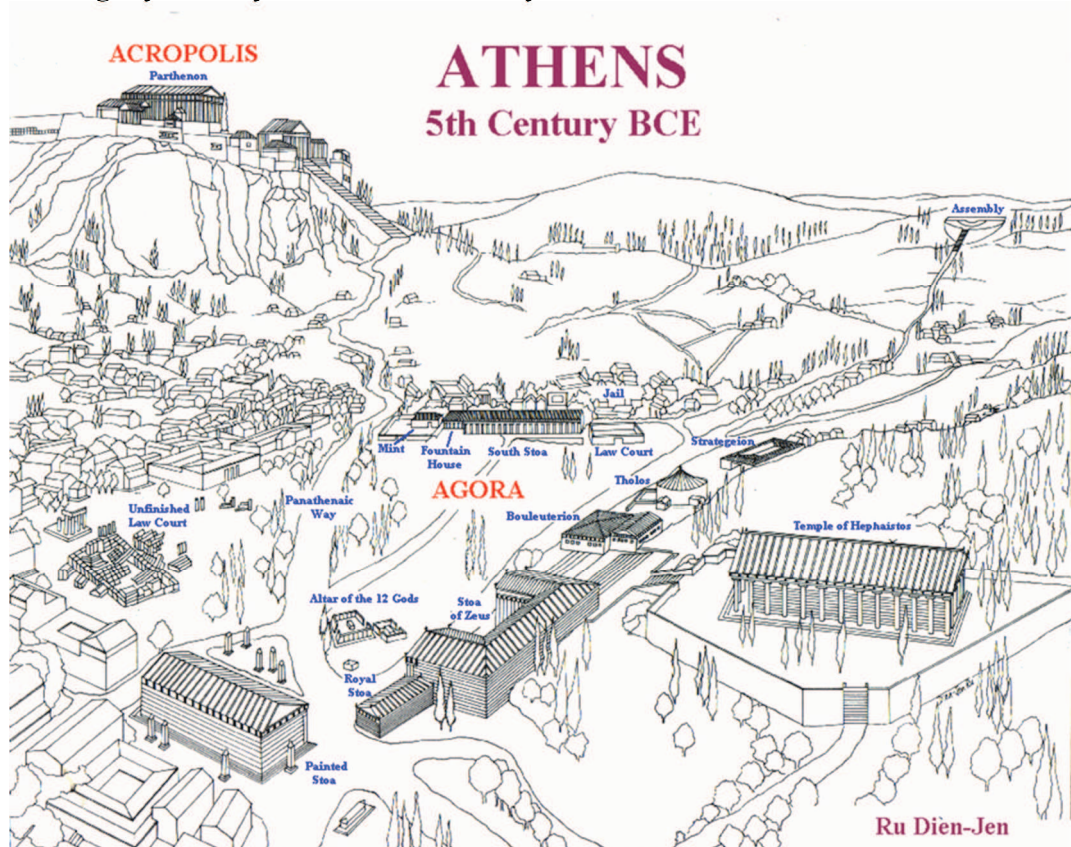 ATHENS
5th Century BCE
ACROPOLIS
Parthenon
Assembly
Jail
Mint
Fountain
House
South Stoa
Law Court
Strategeion
AGORA
Tholos
Unfinished
Law Court
Panathenaic
Way
Bouleuterion
Temple of Hephaistos
Altar of the 12 Gods
Stoa
of Zeus
Royal
Stoa
Painted
Stoa
Ru Dien-Jen